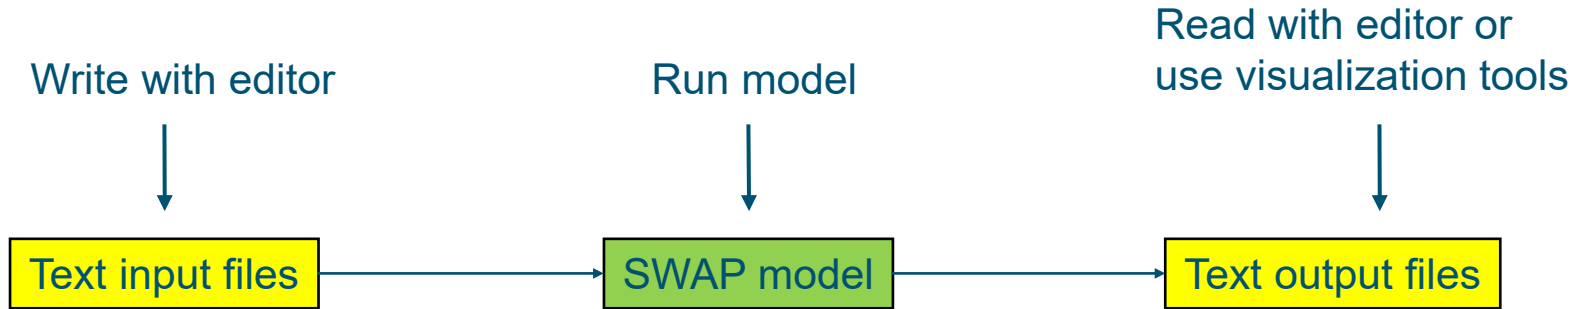 Write with editor
Run model
Read with editor or
use visualization tools
Text input files
SWAP model
Text output files